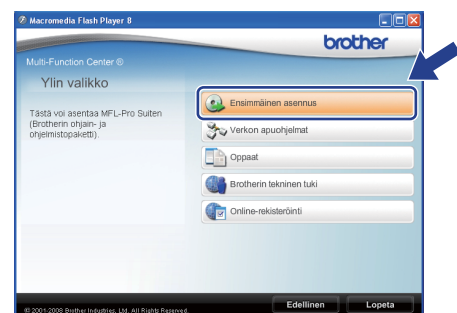 Macromedia Flash Player 8
brother
Multi-Function Center ®
Ylin valikko
Tästä voi asentaa MFL-Pro Suiten
(Brotherin ohjain- ja
ohjelmistopaketti).
Ensimmäinen asennus
Verkon apuohjelmat
Oppaat
Brotherin tekninen tuki
Online-rekisteröinti
© 2001-2008 Brother Industries, Ltd. All Rights Reserved.
Edellinen
Lopeta